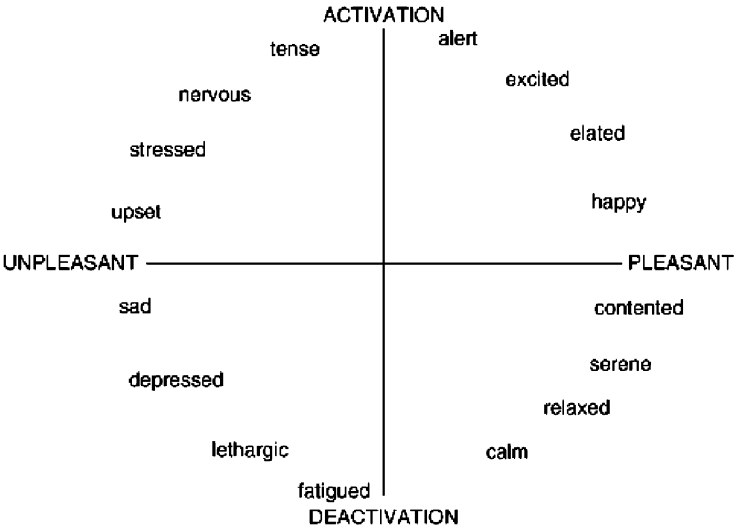 ACTIVATION
tense
alert
nervous
excited
stressed
elated
upset
happy
UNPLEASANT
PLEASANT
sad
contented
depressed
serene
relaxed
lethargic
calm
fatigued
DEACTIVATION